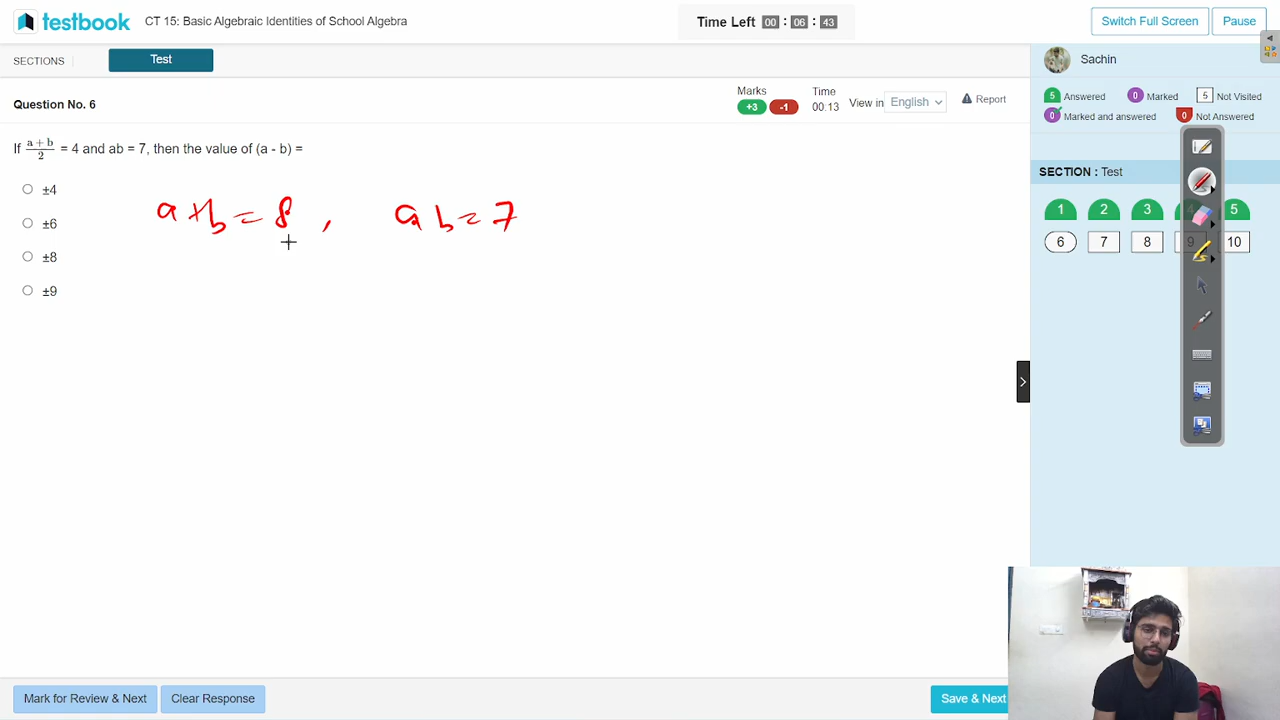 testbook CT 15: Basic Algebraic Identities of School Algebra Time Left 00 : 06 : 43 Switch Full Screen Pause
SECTIONS Test
Sachin
Question No. 6 Marks +3 -1 Time 00:13 View in English Report
5 Answered 0 Marked 5 Not Visited
0 Marked and answered 0 Not Answered
If (a + b)/2 = 4 and ab = 7, then the value of (a - b) =
±4
±6
±8
±9
a+b=8, ab=7
SECTION : Test
1 2 3 4 5
6 7 8 9 10
Mark for Review & Next Clear Response Save & Next